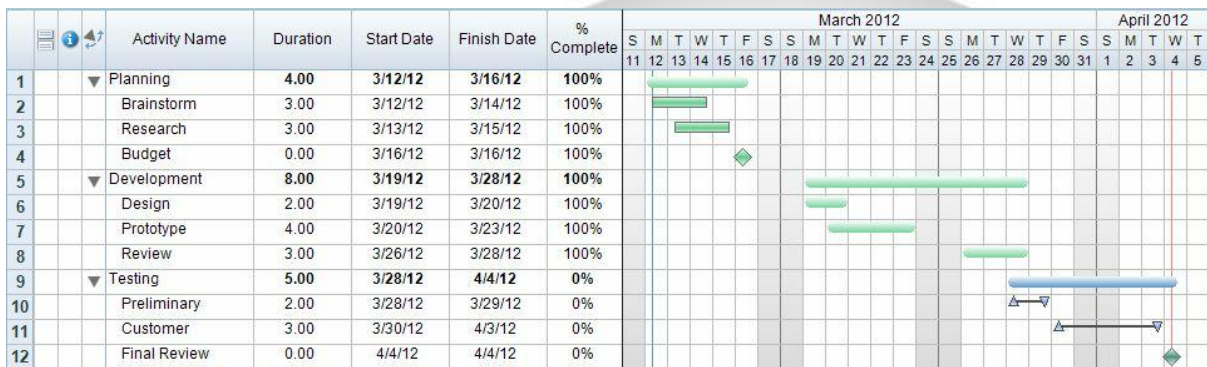 March 2012 April 2012
Activity Name Duration Start Date Finish Date % Complete S M T W T F S S M T W T F S S M T W T F S S M T W T
11 12 13 14 15 16 17 18 19 20 21 22 23 24 25 26 27 28 29 30 31 1 2 3 4 5
1 Planning 4.00 3/12/12 3/16/12 100%
2 Brainstorm 3.00 3/12/12 3/14/12 100%
3 Research 3.00 3/13/12 3/15/12 100%
4 Budget 0.00 3/16/12 3/16/12 100%
5 Development 8.00 3/19/12 3/28/12 100%
6 Design 2.00 3/19/12 3/20/12 100%
7 Prototype 4.00 3/20/12 3/23/12 100%
8 Review 3.00 3/26/12 3/28/12 100%
9 Testing 5.00 3/28/12 4/4/12 0%
10 Preliminary 2.00 3/28/12 3/29/12 0%
11 Customer 3.00 3/30/12 4/3/12 0%
12 Final Review 0.00 4/4/12 4/4/12 0%